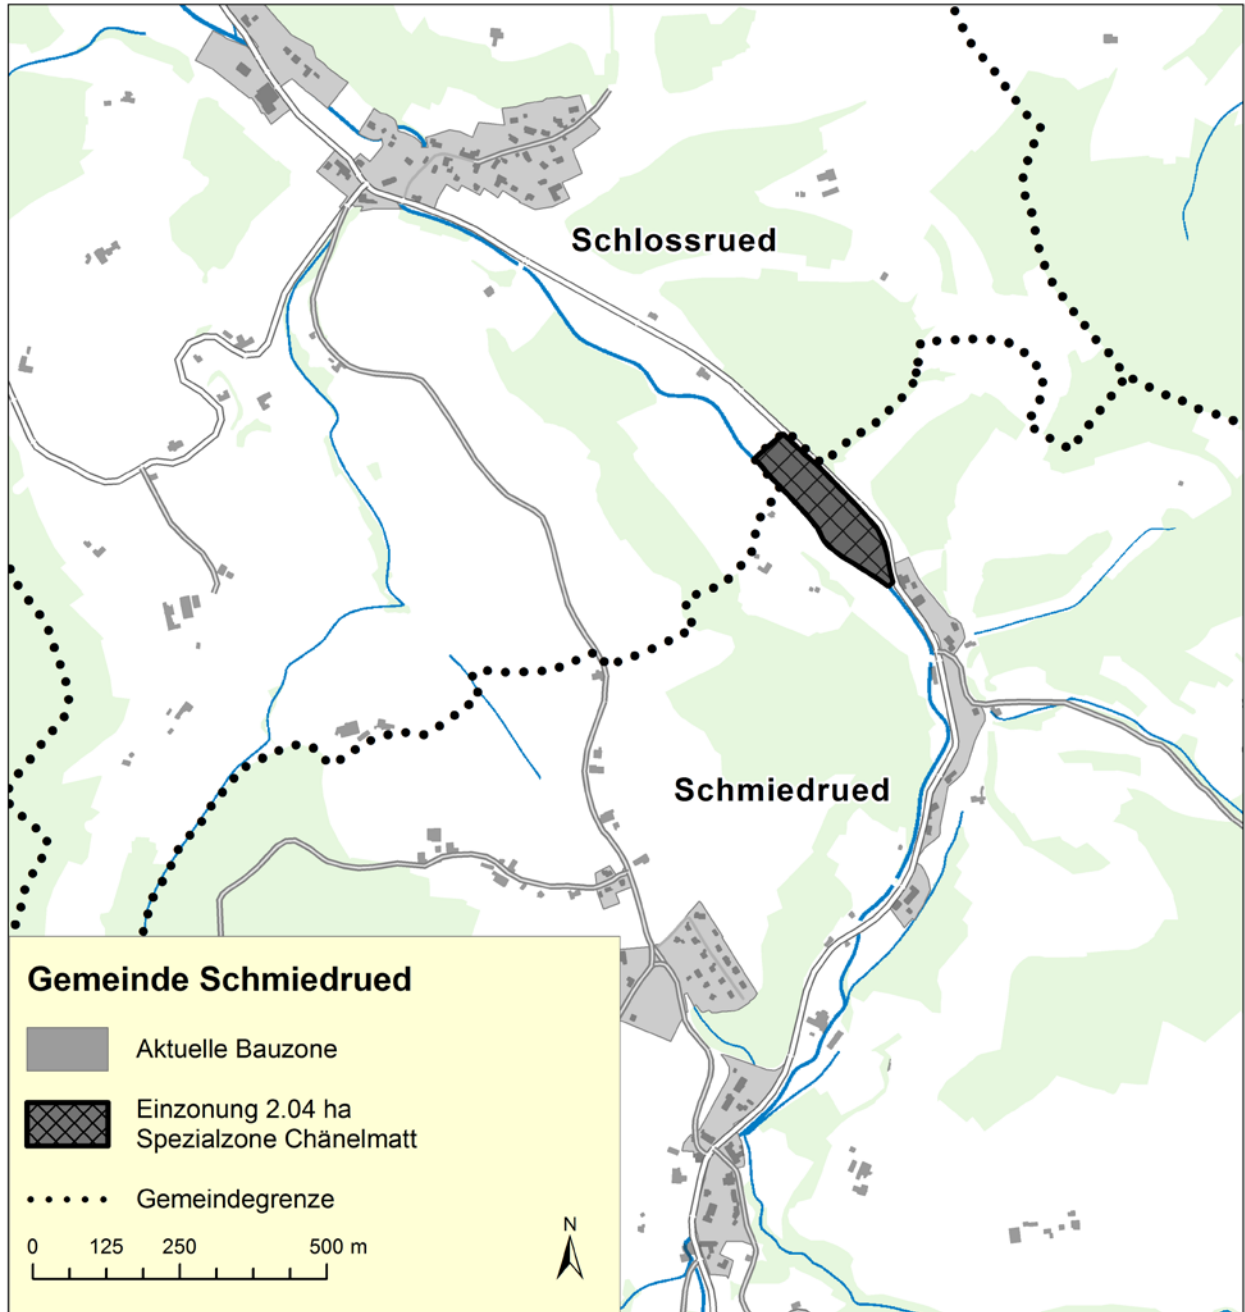 Schlossrued
Schmiedrued
Gemeinde Schmiedrued
Aktuelle Bauzone
Einzonung 2.04 ha
Spezialzone Chänelmatt
Gemeindegrenze
0 125 250 500 m
N